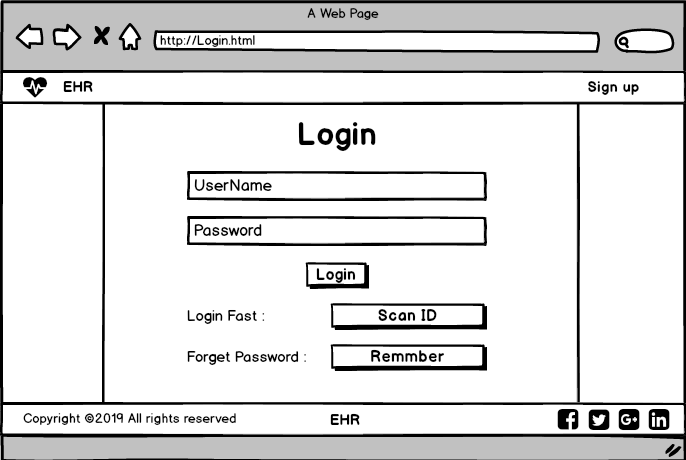 A Web Page
http://Login.html
EHR
Sign up
Login
UserName
Password
Login
Login Fast :
Scan ID
Forget Password :
Remmber
Copyright ©2019 All rights reserved
EHR
f
G+
in